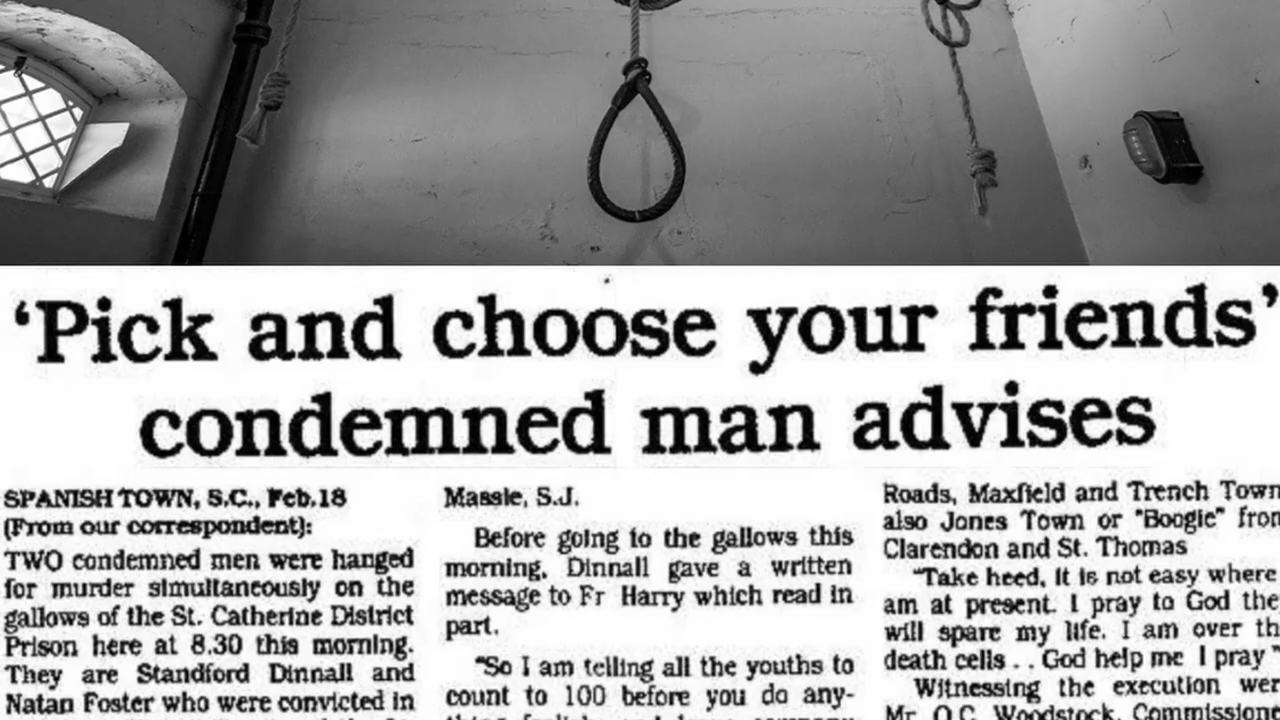 ‘Pick and choose your friends’
condemned man advises
SPANISH TOWN, S.C., Feb.18
(From our correspondent):
TWO condemned men were hanged
for murder simultaneously on the
gallows of the St. Catherine District
Prison here at 8.30 this morning.
They are Standford Dinnall and
Natan Foster who were convicted in
Massie, S.J.
Before going to the gallows this
morning, Dinnall gave a written
message to Fr Harry which read in
part.
"So I am telling all the youths to
count to 100 before you do any-
Roads, Maxfield and Trench Town
also Jones Town or "Boogie" from
Clarendon and St. Thomas
"Take heed, it is not easy where
am at present. I pray to God the
will spare my life. I am over th
death cells . . God help me I pray "
Witnessing the execution wer
Mr. O.C. Woodstock, Commissione